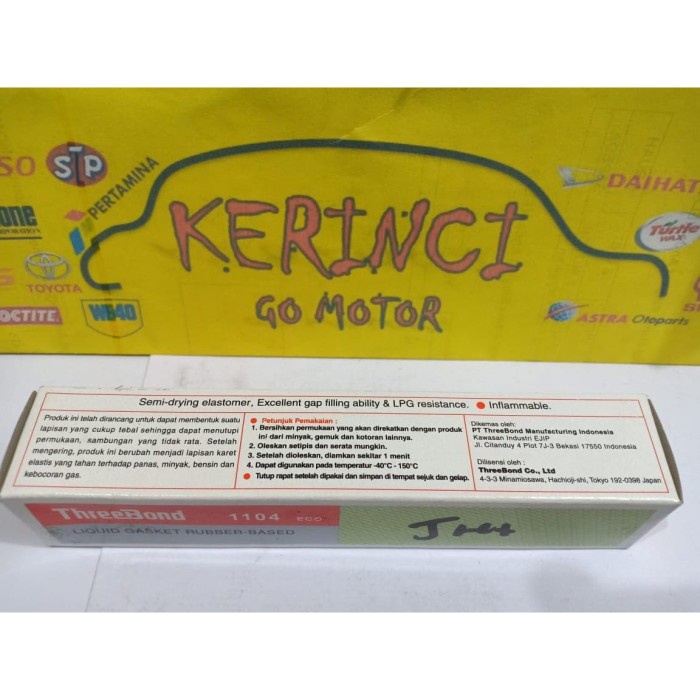 SO
STP
PERTAMINA
TOYOTA
WD40
KERINCI
GO MOTOR
DAIHAT
Turtle
WAX
ASTRA Otoparts
Semi-drying elastomer, Excellent gap filling ability & LPG resistance. ● Inflammable.
Produk ini telah dirancang untuk dapat membentuk suatu
lapisan yang cukup tebal sehingga dapat menutupi
permukaan, sambungan yang tidak rata. Setelah
mengering, produk ini berubah menjadi lapisan karet
elastis yang tahan terhadap panas, minyak, bensin dan
kebocoran gas.
● Petunjuk Pemakaian :
1. Bersihkan permukaan yang akan direkatkan dengan produk
ini dari minyak, gemuk dan kotoran lainnya.
2. Oleskan setipis dan serata mungkin.
3. Setelah dioleskan, diamkan sekitar 1 menit
4. Dapat digunakan pada temperatur -40°C - 150°C
● Tutup rapat setelah dipakai dan simpan di tempat sejuk dan gelap.
Dikemas oleh:
PT ThreeBond Manufacturing Indonesia
Kawasan Industri EJIP
Jl. Citanduy 4 Plot 7J-3 Bekasi 17550 Indonesia
Dilisensi oleh :
ThreeBond Co., Ltd
4-3-3 Minamiosawa, Hachioji-shi, Tokyo 192-0398 Japan
ThreeBond 1104 ECO
LIQUID GASKET RUBBER-BASED